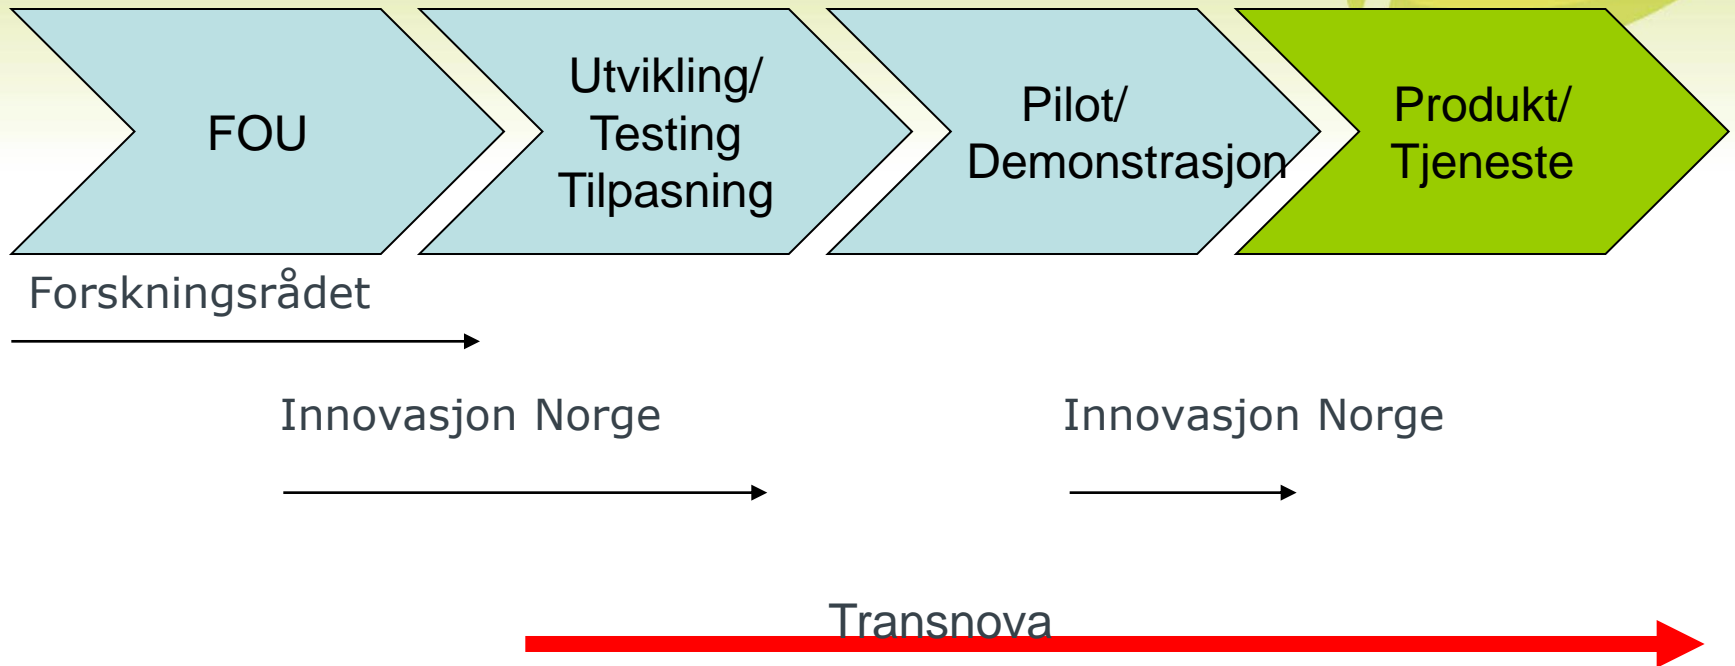 FOU
Utvikling/
Testing
Tilpasning
Pilot/
Demonstrasjon
Produkt/
Tjeneste
Forskningsrådet
Innovasjon Norge
Innovasjon Norge
Transnova